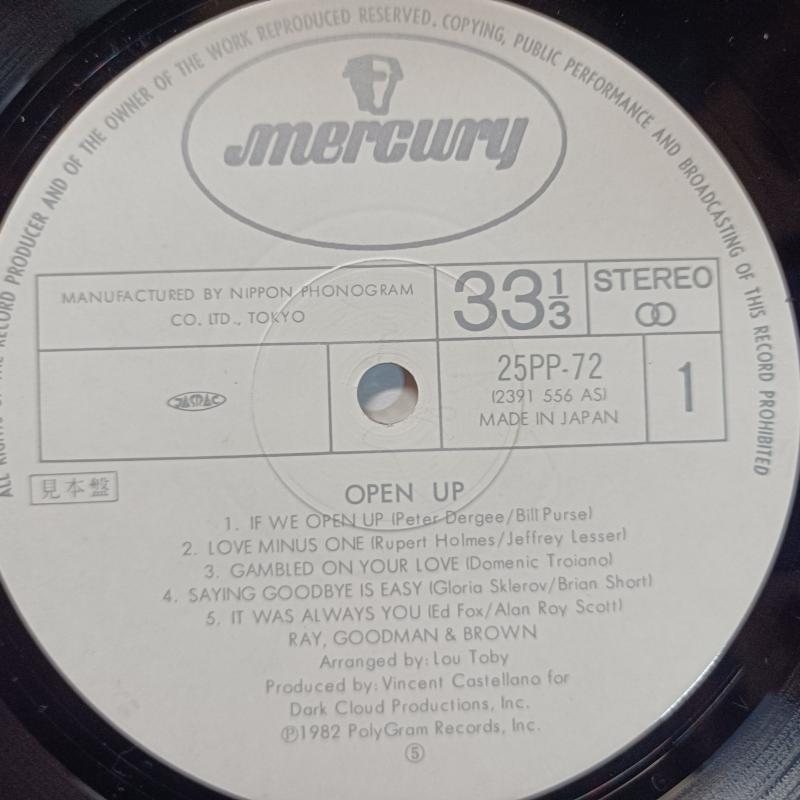 ALL RIGHTS OF THE RECORD PRODUCER AND OF THE OWNER OF THE WORK REPRODUCED RESERVED. COPYING, PUBLIC PERFORMANCE AND BROADCASTING OF THIS RECORD PROHIBITED
mercury
MANUFACTURED BY NIPPON PHONOGRAM
CO. LTD., TOKYO
33 1/3
STEREO
JASRAC
25PP-72
(2391 556 AS)
MADE IN JAPAN
1
見本盤
OPEN UP
1. IF WE OPEN UP (Peter Dergee/Bill Purse)
2. LOVE MINUS ONE (Rupert Holmes/Jeffrey Lesser)
3. GAMBLED ON YOUR LOVE (Domenic Troiano)
4. SAYING GOODBYE IS EASY (Gloria Sklerov/Brian Short)
5. IT WAS ALWAYS YOU (Ed Fox/Alan Roy Scott)
RAY, GOODMAN & BROWN
Arranged by: Lou Toby
Produced by: Vincent Castellano for
Dark Cloud Productions, Inc.
℗1982 PolyGram Records, Inc.
⑤